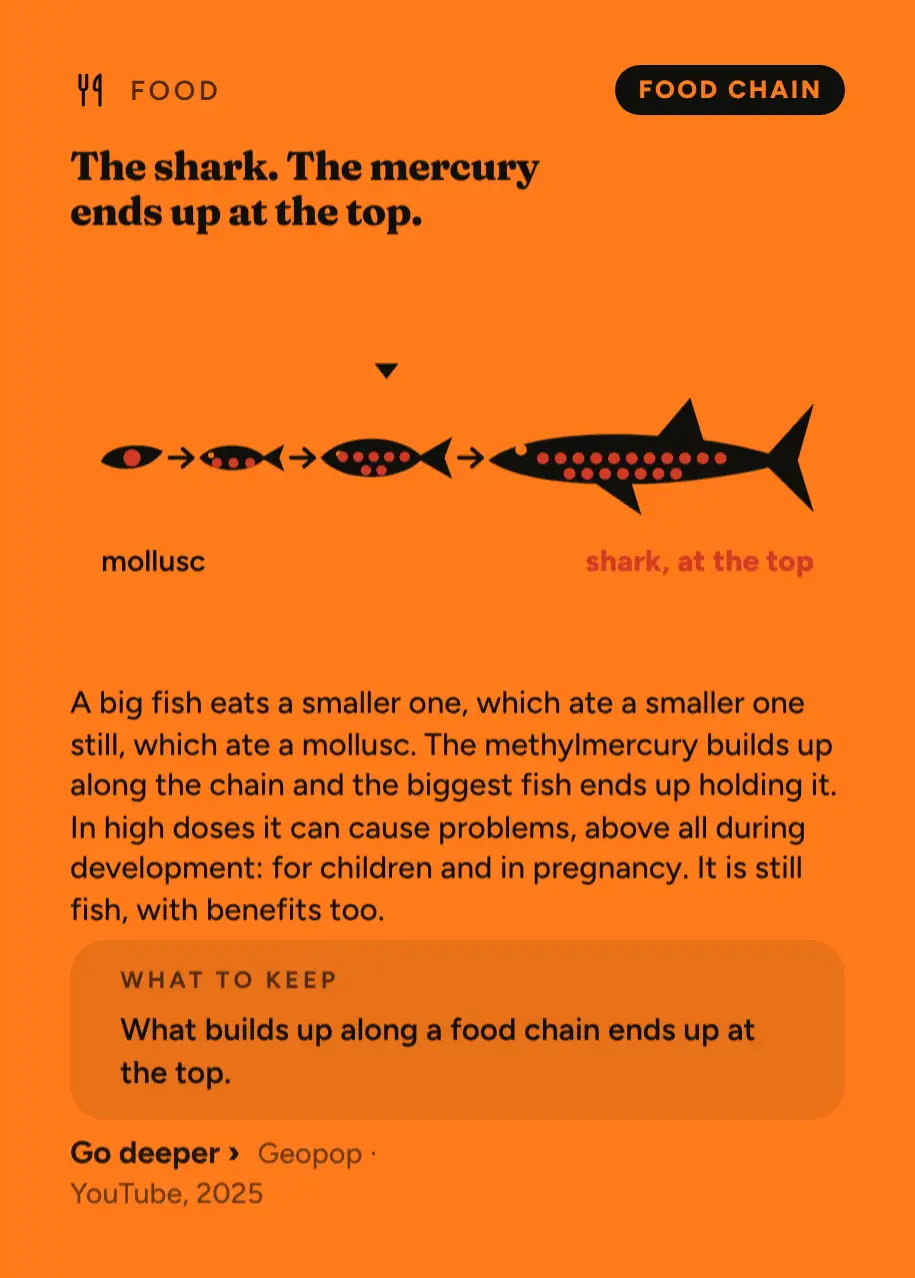 FOOD
FOOD CHAIN
The shark. The mercury
ends up at the top.
mollusc
shark, at the top
A big fish eats a smaller one, which ate a smaller one
still, which ate a mollusc. The methylmercury builds up
along the chain and the biggest fish ends up holding it.
In high doses it can cause problems, above all during
development: for children and in pregnancy. It is still
fish, with benefits too.
WHAT TO KEEP
What builds up along a food chain ends up at
the top.
Go deeper › Geopop ·
YouTube, 2025